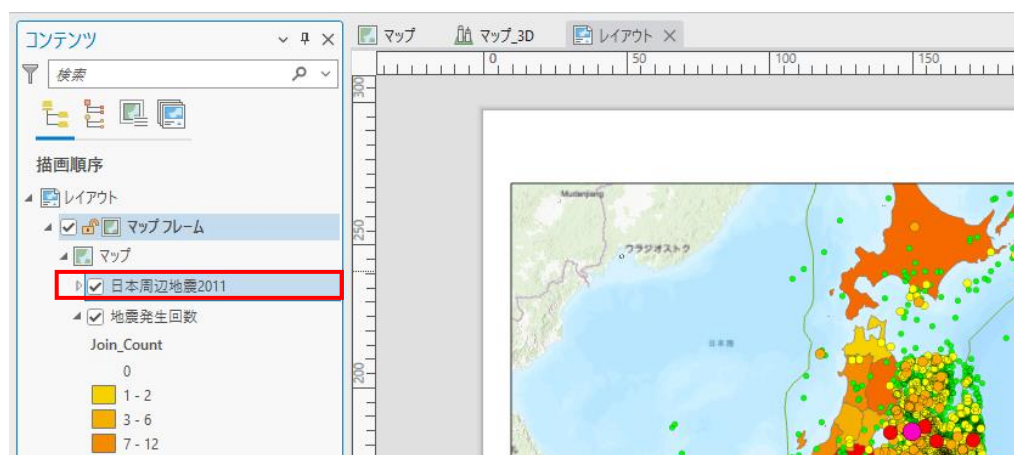 コンテンツ
マップ
マップ_3D
レイアウト
検索
0
50
100
150
300
描画順序
レイアウト
マップ フレーム
マップ
日本周辺地震2011
地震発生回数
Join_Count
0
1 - 2
3 - 6
7 - 12
250
200
Mudanjiang
ウラジオストク
日本海